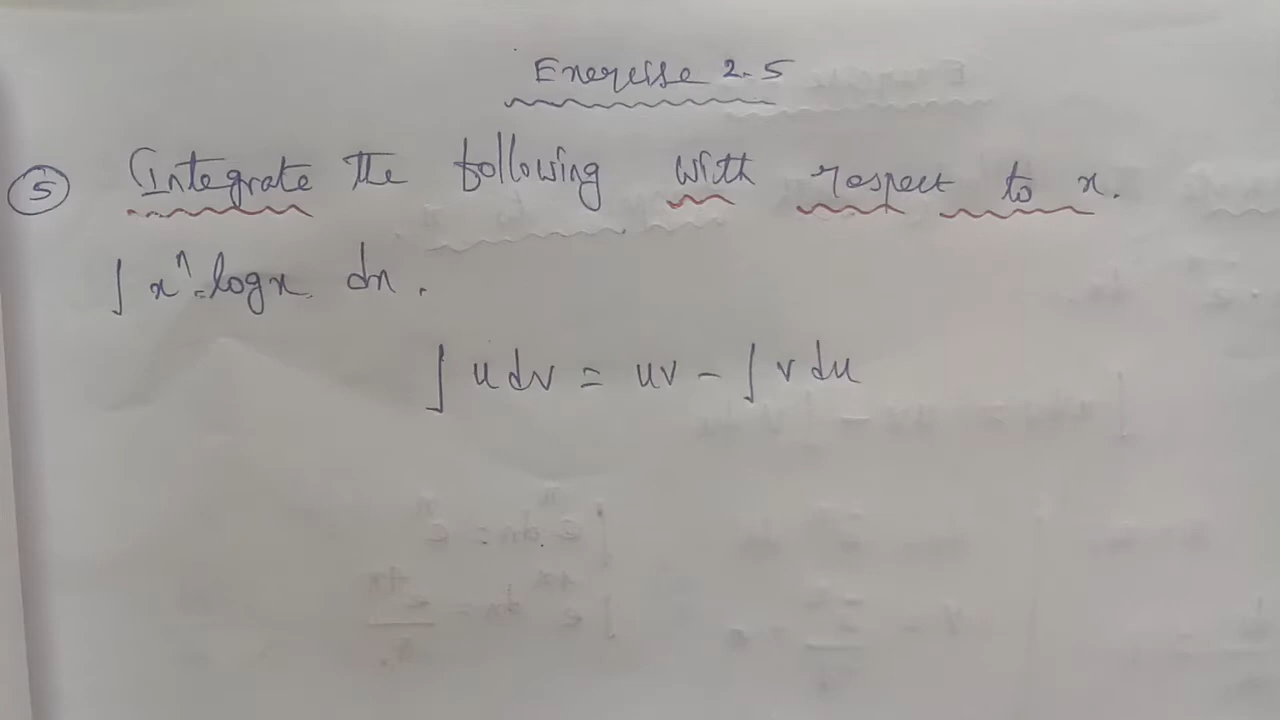 Exercise 2.5
5 Integrate the following with respect to x.
∫ xⁿ. log x dx.
∫ u dv = uv - ∫ v du